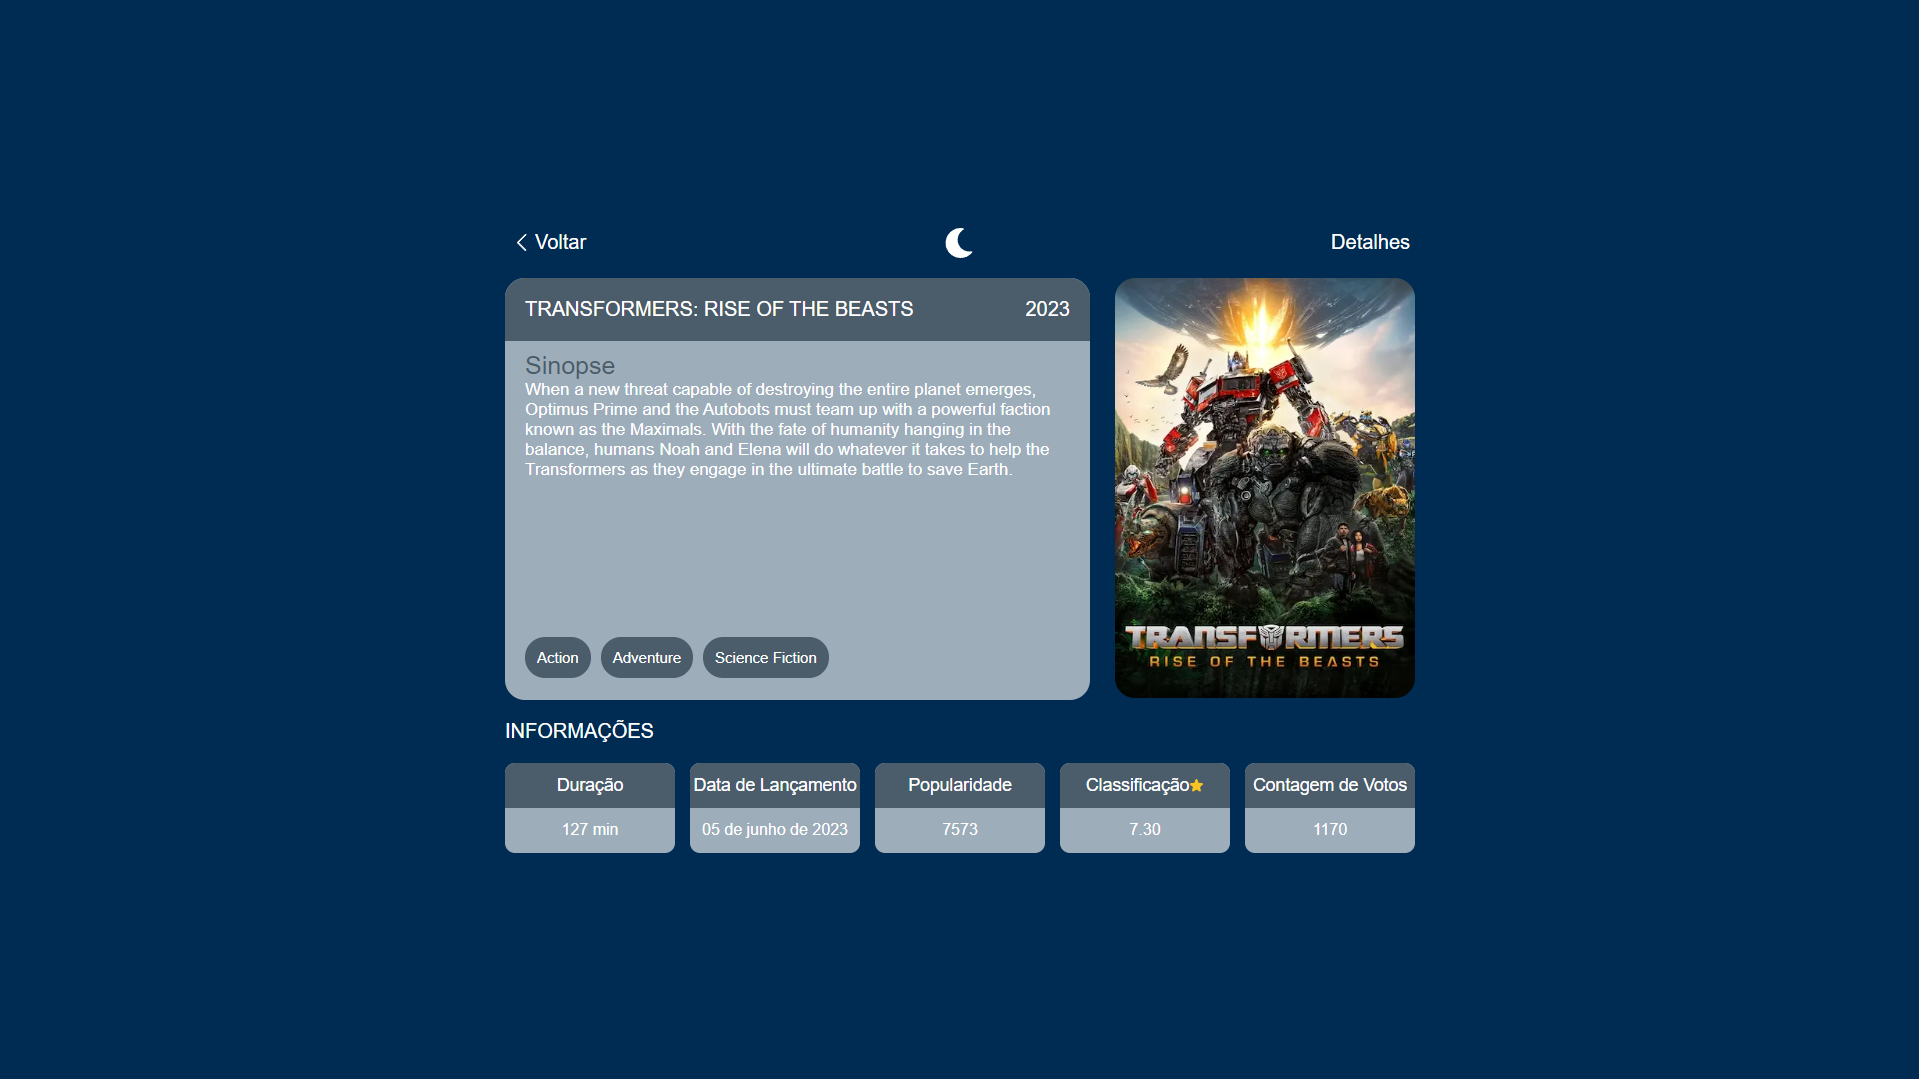 Voltar
Detalhes
TRANSFORMERS: RISE OF THE BEASTS 2023
Sinopse
When a new threat capable of destroying the entire planet emerges,
Optimus Prime and the Autobots must team up with a powerful faction
known as the Maximals. With the fate of humanity hanging in the
balance, humans Noah and Elena will do whatever it takes to help the
Transformers as they engage in the ultimate battle to save Earth.
Action Adventure Science Fiction
TRANSFORMERS
RISE OF THE BEASTS
INFORMAÇÕES
Duração
127 min
Data de Lançamento
05 de junho de 2023
Popularidade
7573
Classificação
7.30
Contagem de Votos
1170